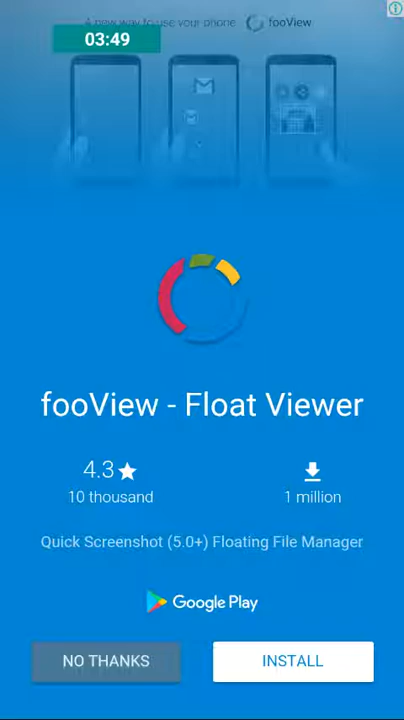 A new way to use your phone fooView
03:49
fooView - Float Viewer
4.3
10 thousand
1 million
Quick Screenshot (5.0+) Floating File Manager
Google Play
NO THANKS
INSTALL